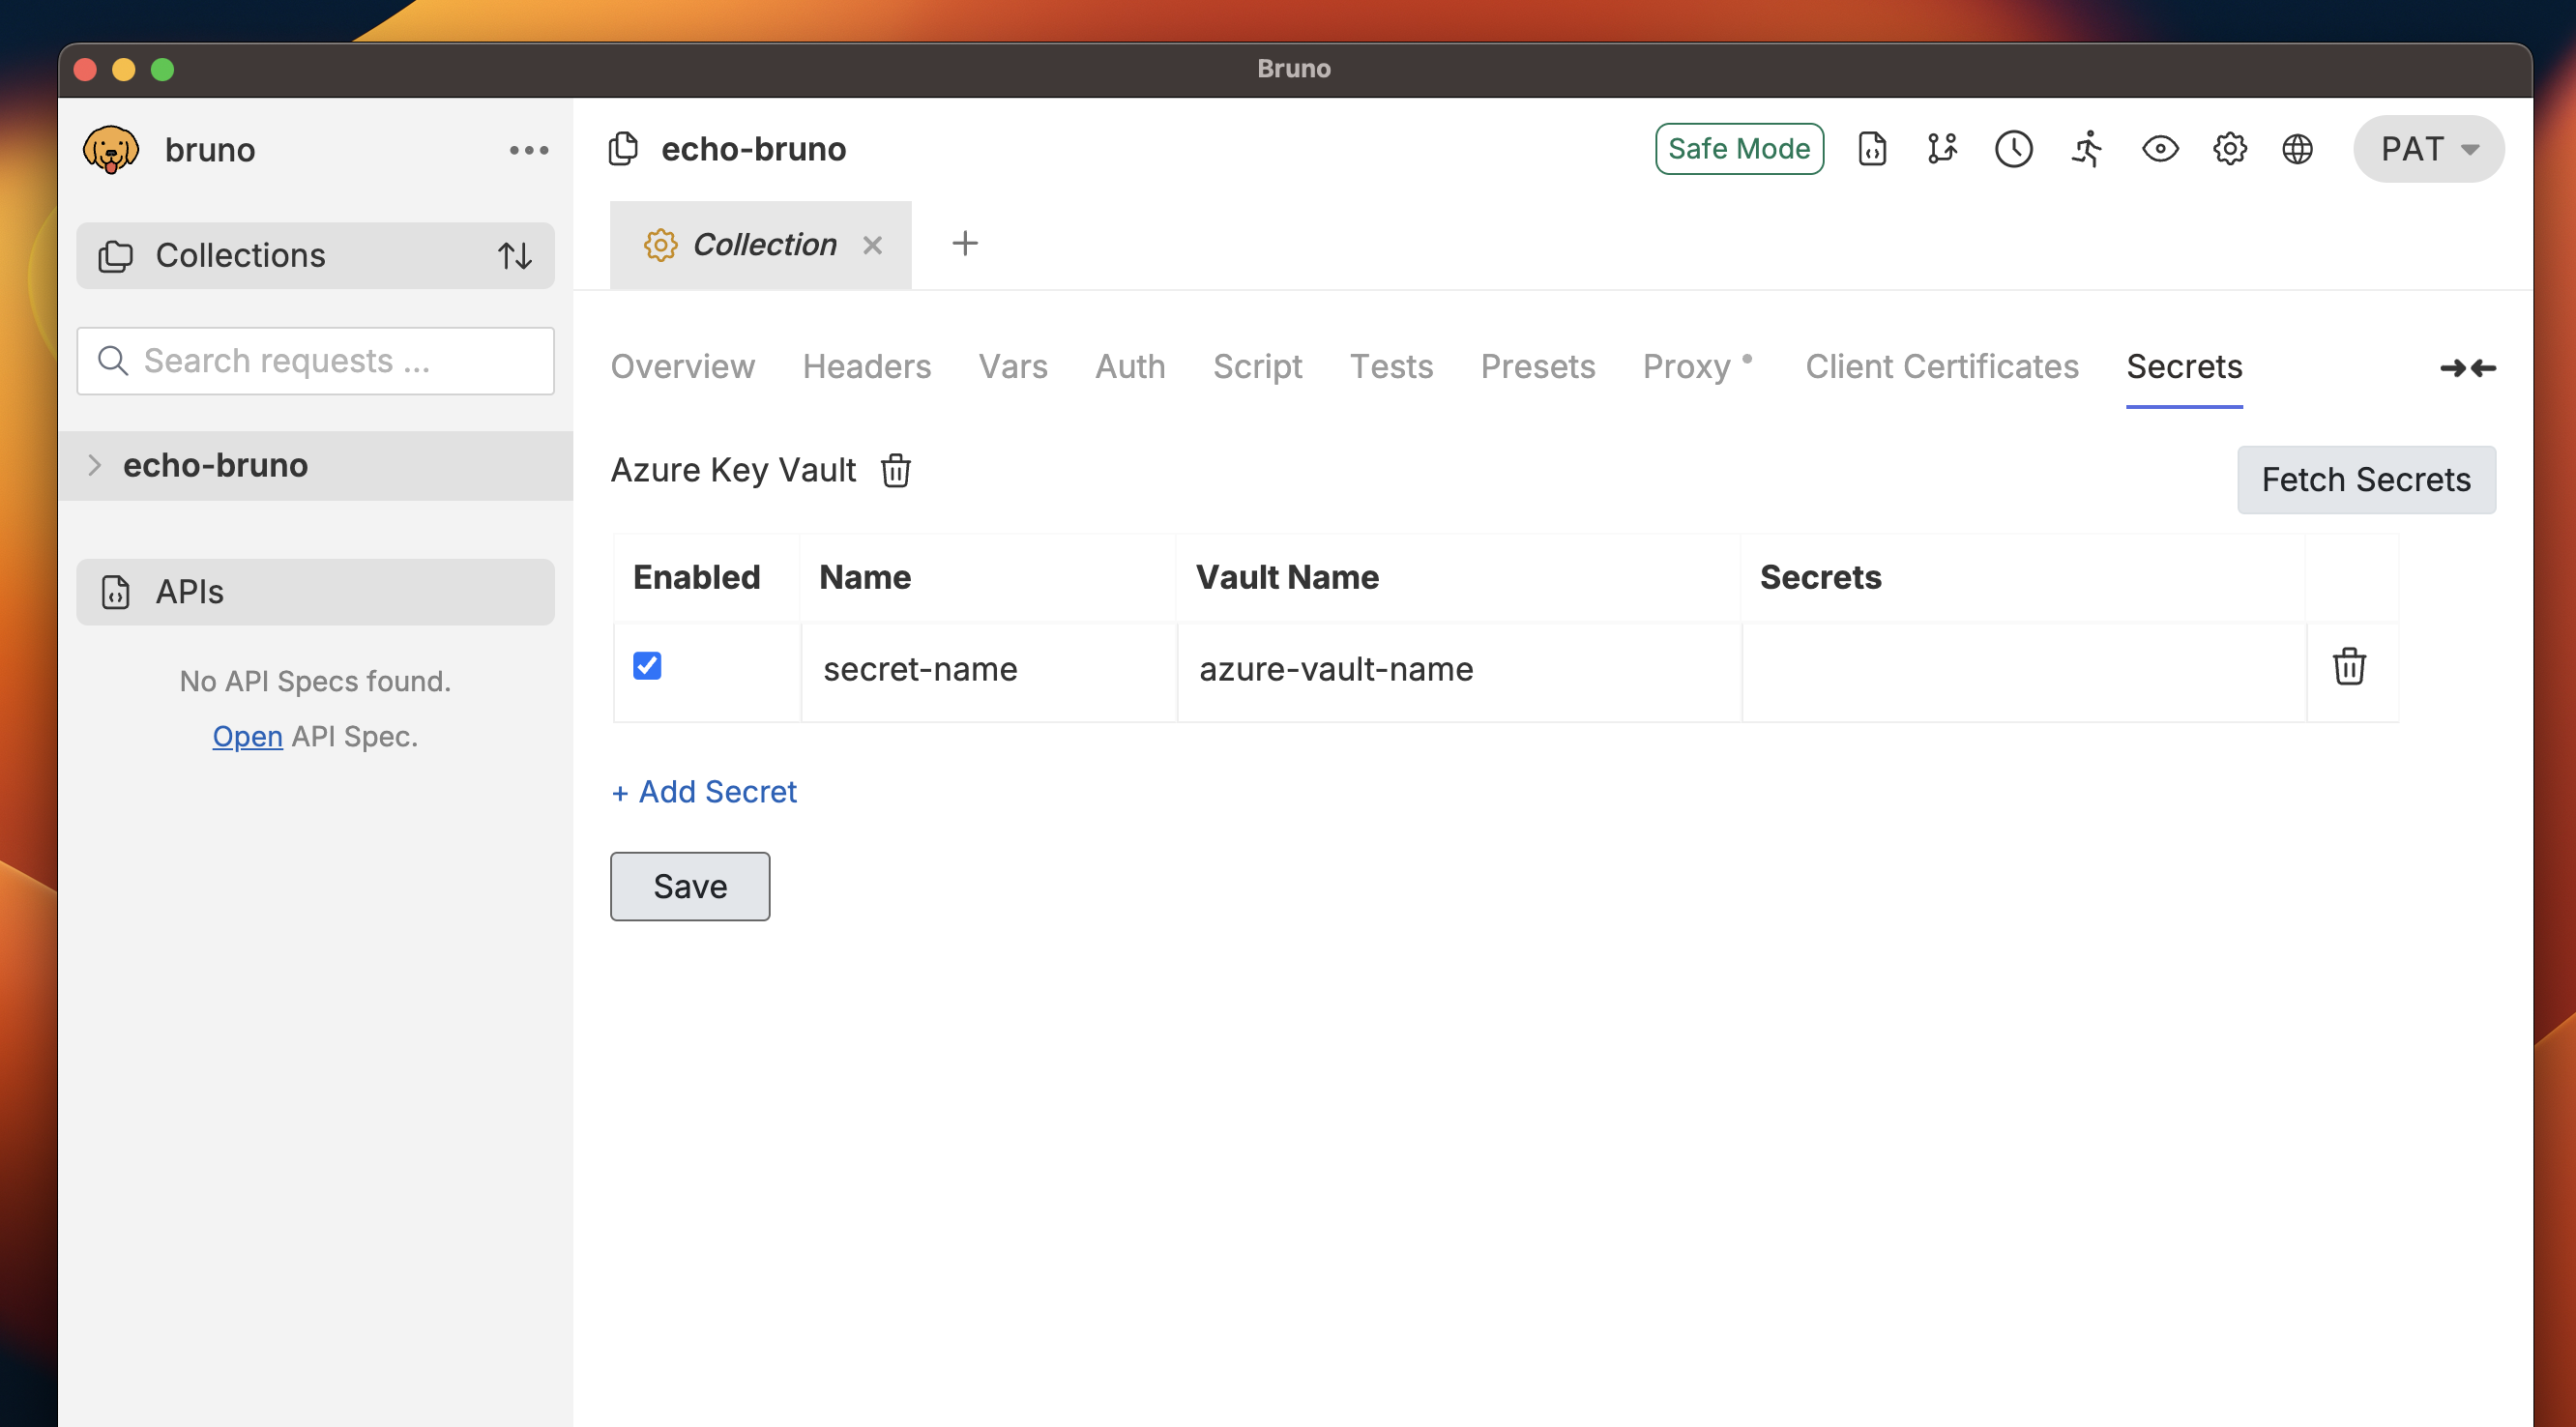 Bruno
bruno
echo-bruno
Safe Mode
PAT
Collections
Collection
Search requests ...
Overview Headers Vars Auth Script Tests Presets Proxy Client Certificates Secrets
echo-bruno
Azure Key Vault
Fetch Secrets
Enabled Name Vault Name Secrets
APIs
secret-name azure-vault-name
No API Specs found.
Open API Spec.
+ Add Secret
Save